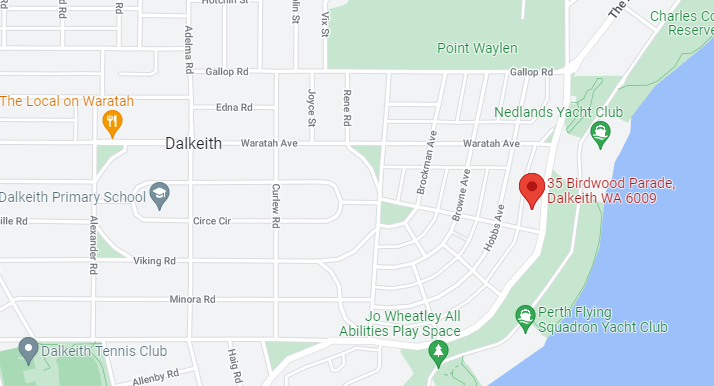 Hotchin St
Adelma Rd
Vix St
The
Charles Co
Reserve
Point Waylen
Gallop Rd
Gallop Rd
The Local on Waratah
Edna Rd
Joyce St
Rene Rd
Nedlands Yacht Club
Dalkeith
Waratah Ave
Waratah Ave
Brockman Ave
Browne Ave
Hobbs Ave
35 Birdwood Parade,
Dalkeith WA 6009
Dalkeith Primary School
Curlew Rd
Circe Cir
ille Rd
Alexander Rd
Viking Rd
Minora Rd
Jo Wheatley All
Abilities Play Space
Perth Flying
Squadron Yacht Club
Dalkeith Tennis Club
Haig Rd
Allenby Rd